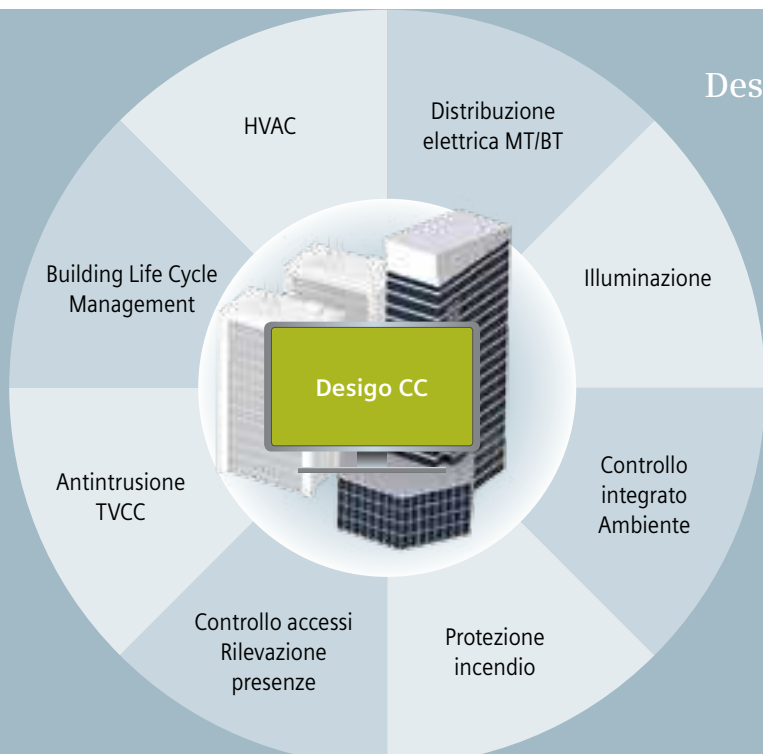 Des
HVAC
Distribuzione
elettrica MT/BT
Illuminazione
Controllo
integrato
Ambiente
Protezione
incendio
Controllo accessi
Rilevazione
presenze
Antintrusione
TVCC
Building Life Cycle
Management
Desigo CC